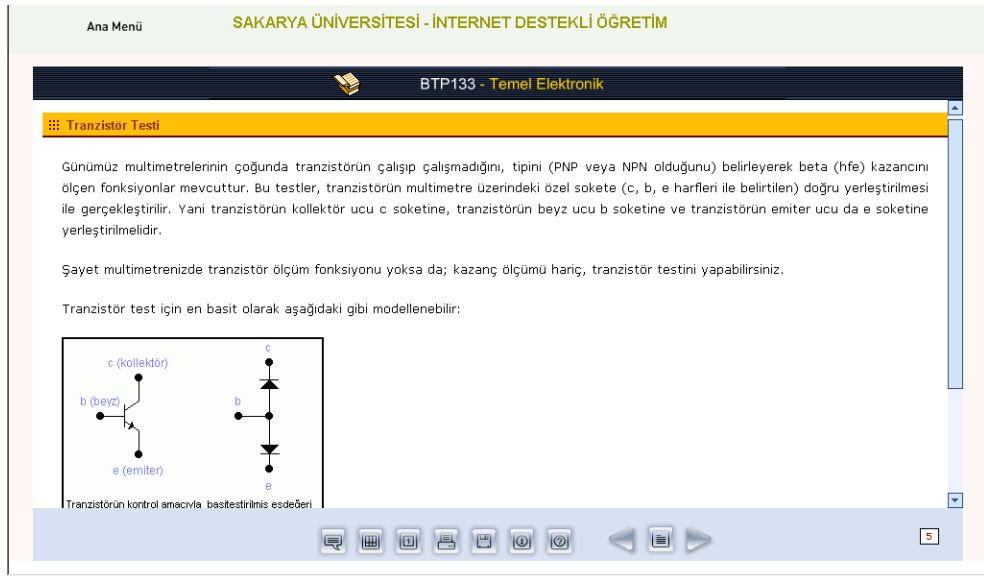 Ana Menü
SAKARYA ÜNİVERSİTESİ - İNTERNET DESTEKLİ ÖĞRETİM
BTP133 - Temel Elektronik
Tranzistör Testi
Günümüz multimetrelerinin çoğunda tranzistörün çalışıp çalışmadığını, tipini (PNP veya NPN olduğunu) belirleyerek beta (hfe) kazancını
ölçen fonksiyonlar mevcuttur. Bu testler, tranzistörün multimetre üzerindeki özel sokete (c, b, e harfleri ile belirtilen) doğru yerleştirilmesi
ile gerçekleştirilir. Yani tranzistörün kollektör ucu c soketine, tranzistörün beyz ucu b soketine ve tranzistörün emiter ucu da e soketine
yerleştirilmelidir.
Şayet multimetrenizde tranzistör ölçüm fonksiyonu yoksa da; kazanç ölçümü hariç, tranzistör testini yapabilirsiniz.
Tranzistör test için en basit olarak aşağıdaki gibi modellenebilir:
c (kollektör)
b (beyz)
e (emiter)
c
b
e
Tranzistörün kontrol amacıyla basitestirilmis esdeğeri
5